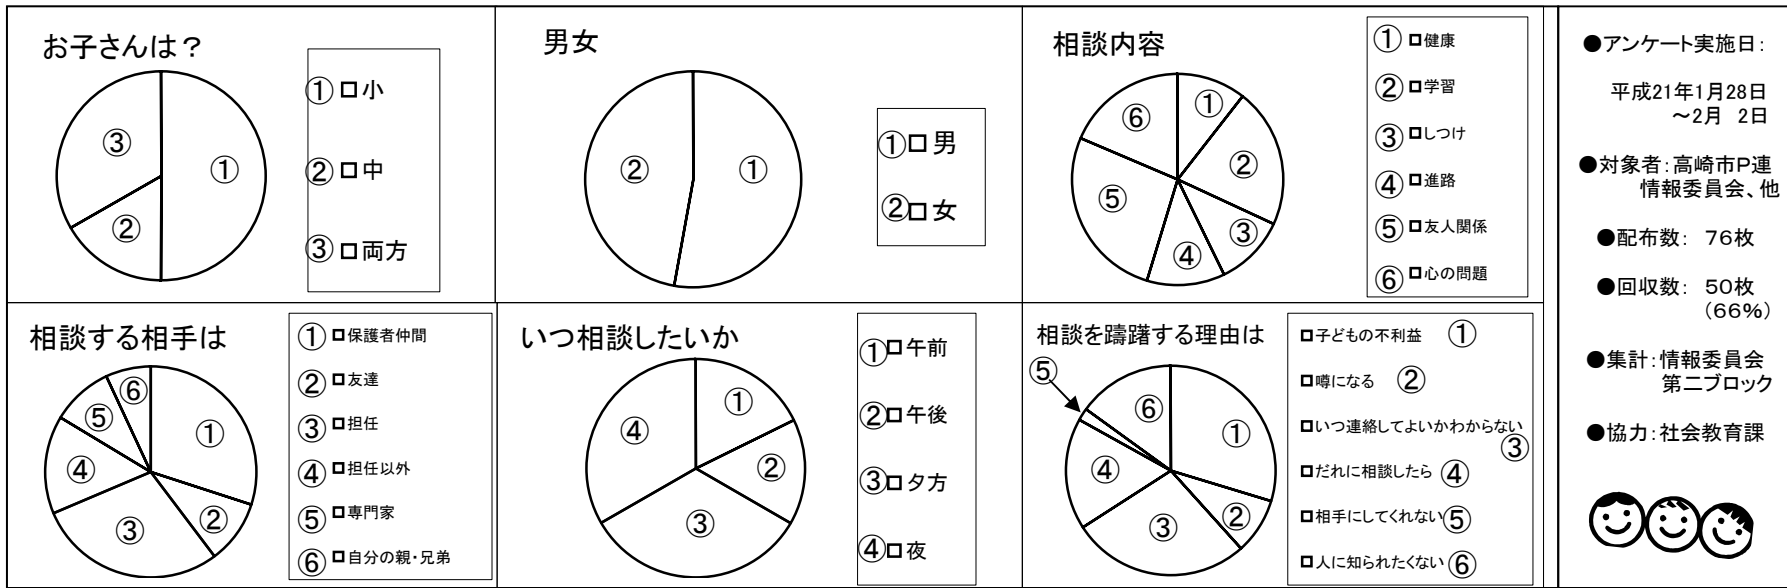 お子さんは？
①
②
③
① 小
② 中
③ 両方
男女
①
②
① 男
② 女
相談内容
①
②
③
④
⑤
⑥
① 健康
② 学習
③ しつけ
④ 進路
⑤ 友人関係
⑥ 心の問題
相談する相手は
①
②
③
④
⑤
⑥
① 保護者仲間
② 友達
③ 担任
④ 担任以外
⑤ 専門家
⑥ 自分の親・兄弟
いつ相談したいか
①
②
③
④
① 午前
② 午後
③ 夕方
④ 夜
相談を躊躇する理由は
①
②
③
④
⑤
⑥
子どもの不利益 ①
噂になる ②
いつ連絡してよいかわからない
③
だれに相談したら ④
相手にしてくれない ⑤
人に知られたくない ⑥
●アンケート実施日：
平成21年1月28日
～2月 2日
●対象者：高崎市P連
情報委員会、他
●配布数： 76枚
●回収数： 50枚
（66％）
●集計：情報委員会
第二ブロック
●協力：社会教育課